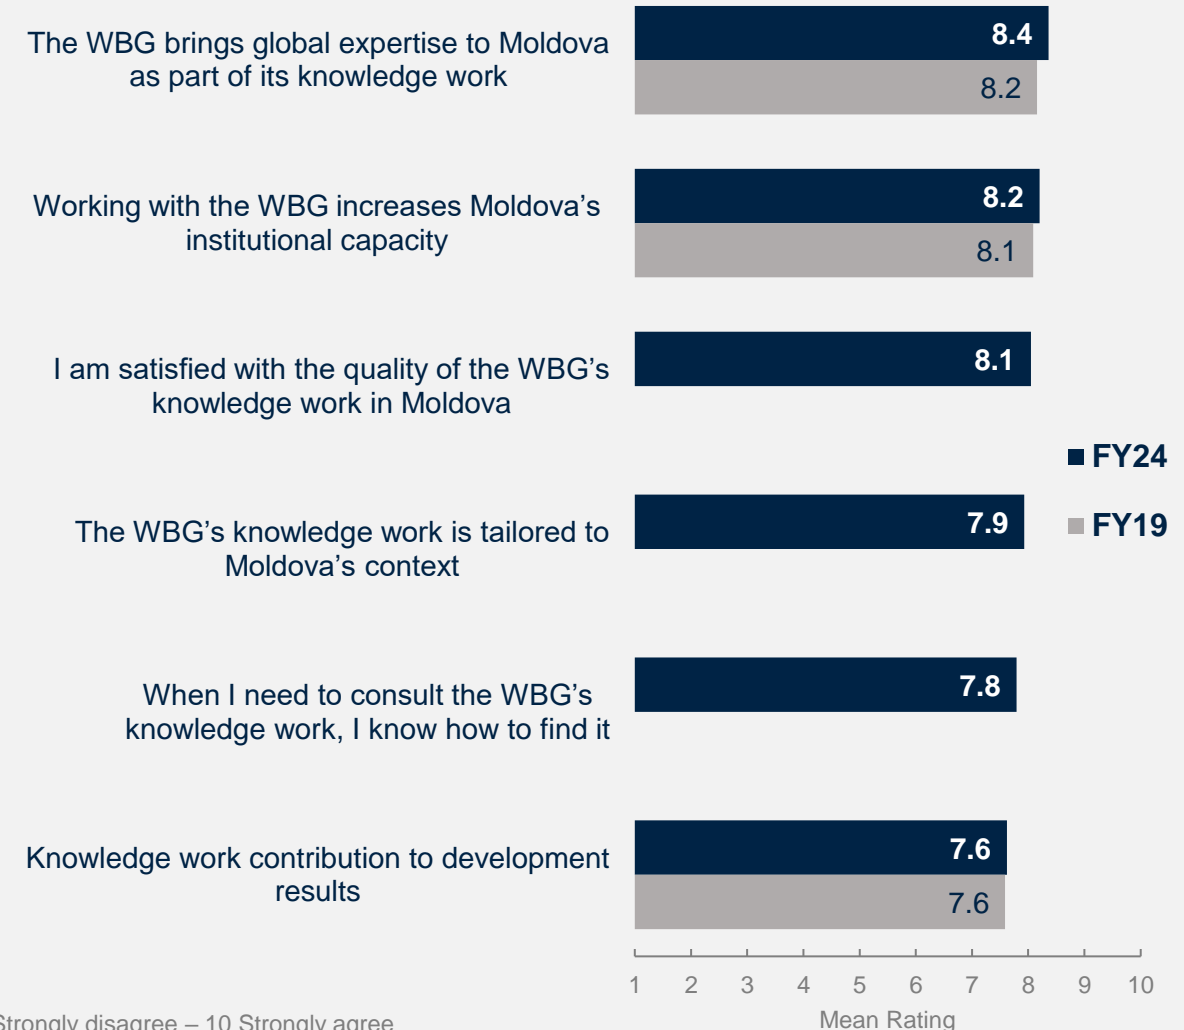 The WBG brings global expertise to Moldova
as part of its knowledge work
8.4
8.2
Working with the WBG increases Moldova’s
institutional capacity
8.2
8.1
I am satisfied with the quality of the WBG’s
knowledge work in Moldova
8.1
FY24
FY19
The WBG’s knowledge work is tailored to
Moldova’s context
7.9
When I need to consult the WBG’s
knowledge work, I know how to find it
7.8
Knowledge work contribution to development
results
7.6
7.6
1 2 3 4 5 6 7 8 9 10
Mean Rating
Strongly disagree – 10 Strongly agree